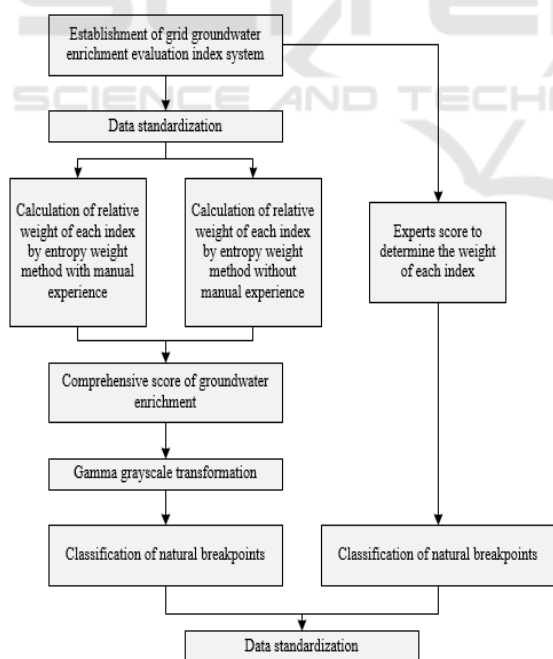 SCIENCE AND TECH
Establishment of grid groundwater
enrichment evaluation index system
Data standardization
Calculation of relative
weight of each index
by entropy weight
method with manual
experience
Calculation of relative
weight of each index
by entropy weight
method without
manual experience
Experts score to
determine the weight
of each index
Comprehensive score of groundwater
enrichment
Gamma grayscale transformation
Classification of natural breakpoints
Classification of natural breakpoints
Data standardization